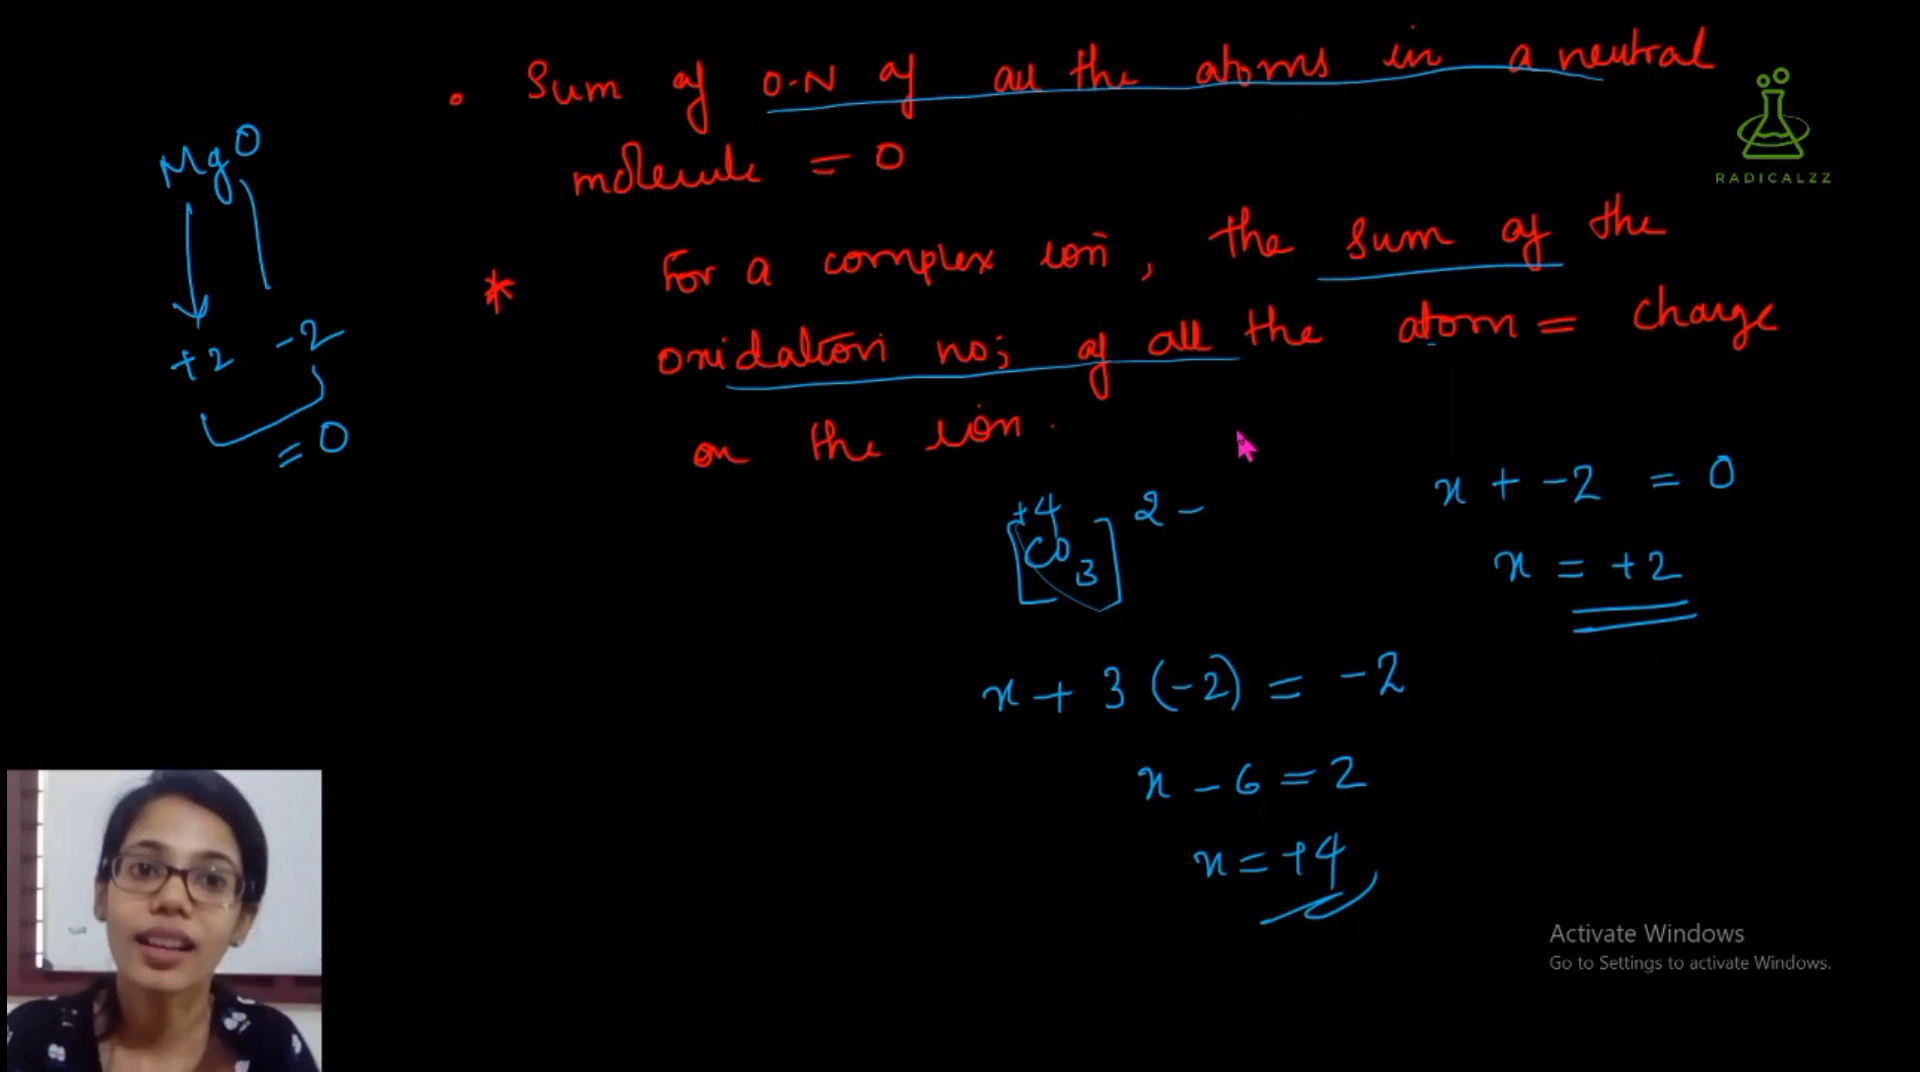 • Sum of O.N of all the atoms in a neutral
molecule = 0
MgO
+2 -2
= 0
RADICALZZ
* For a complex ion, the sum of the
oxidation no; of all the atom = charge
on the ion.
+4
[CO3]2-
x + 3 (-2) = -2
x - 6 = 2
x = +4
x + -2 = 0
x = +2
Activate Windows
Go to Settings to activate Windows.